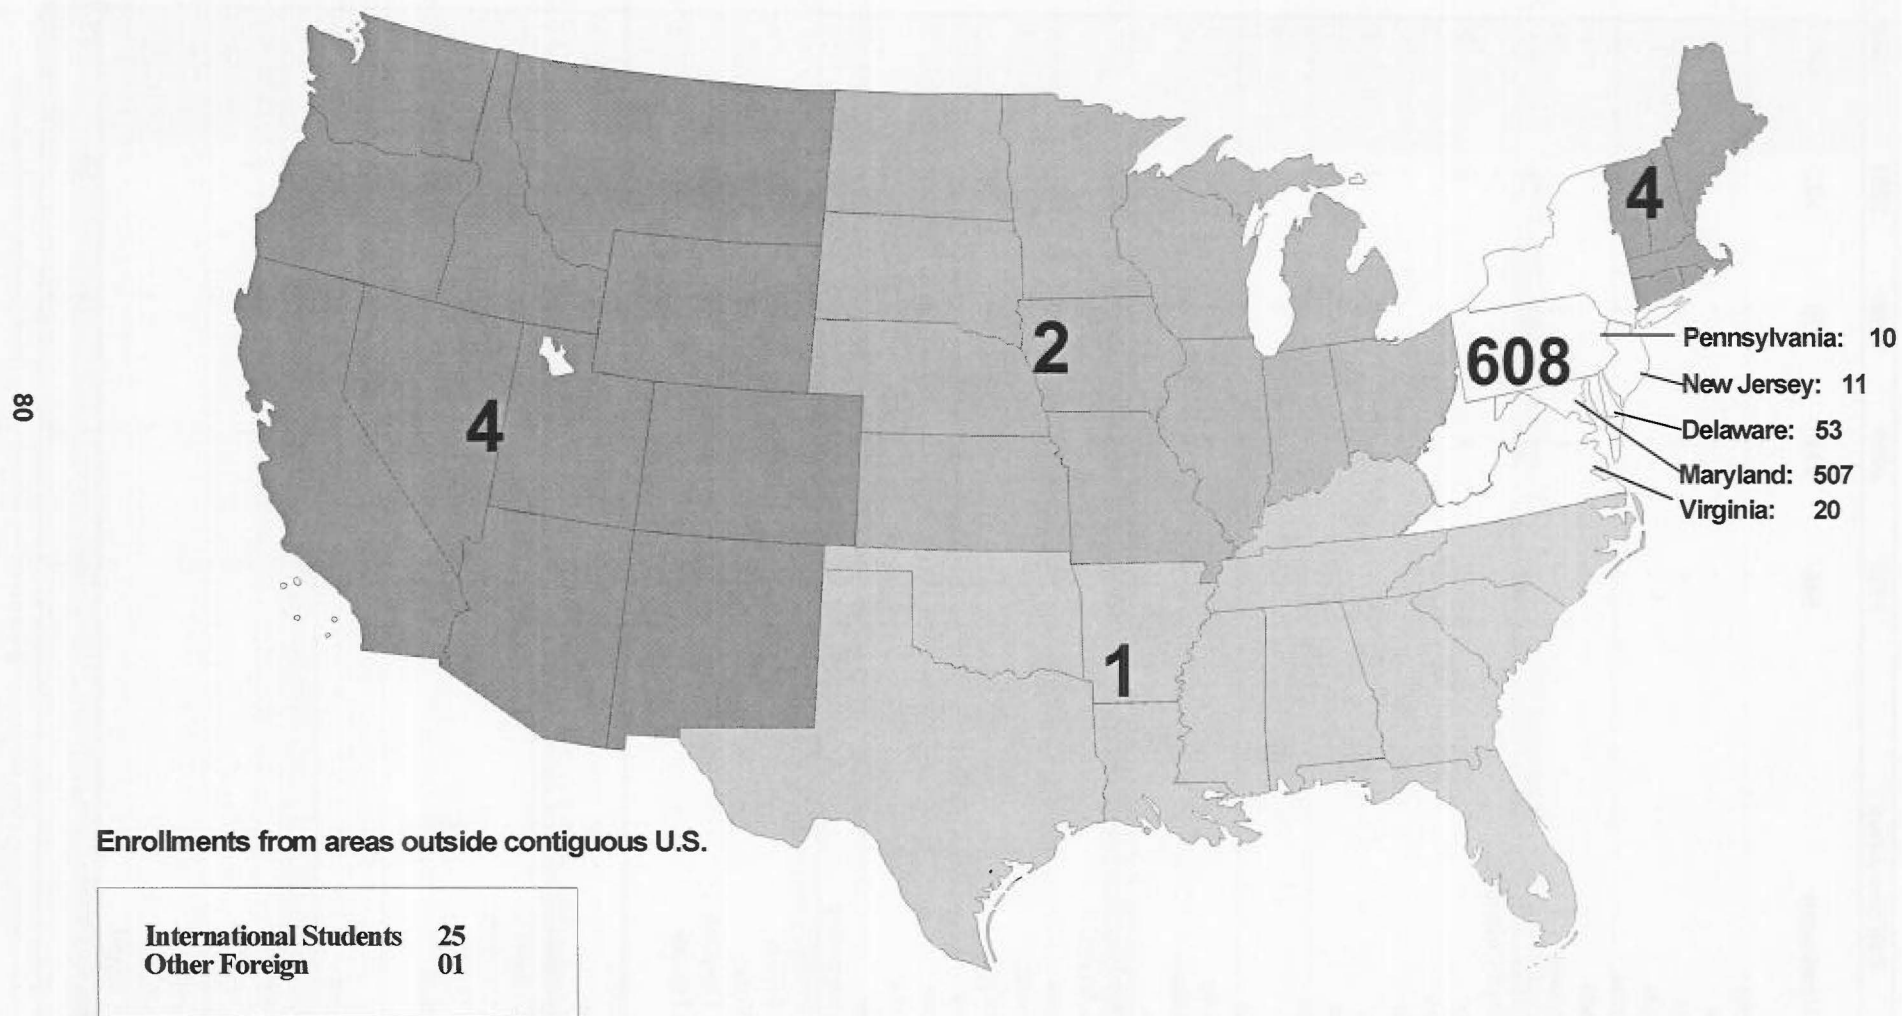 4
4
2
608
1
Pennsylvania: 10
New Jersey: 11
Delaware: 53
Maryland: 507
Virginia: 20
80
Enrollments from areas outside contiguous U.S.
International Students 25
Other Foreign 01